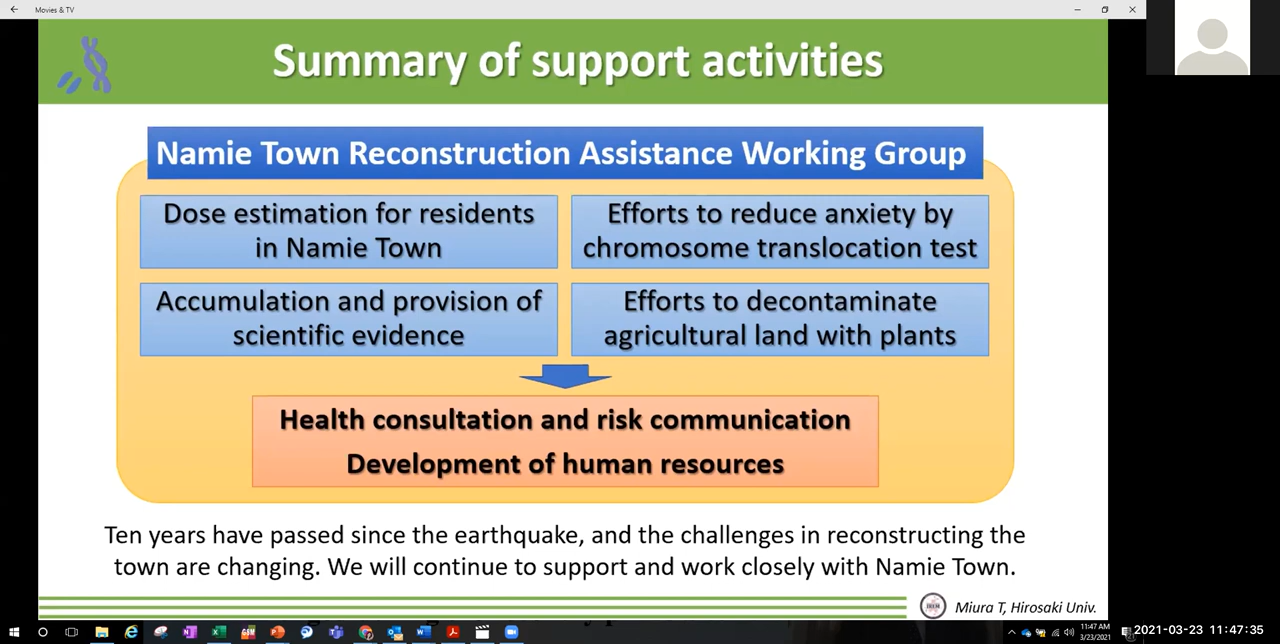 Movies & TV
Summary of support activities
Namie Town Reconstruction Assistance Working Group
Dose estimation for residents
in Namie Town
Efforts to reduce anxiety by
chromosome translocation test
Accumulation and provision of
scientific evidence
Efforts to decontaminate
agricultural land with plants
Health consultation and risk communication
Development of human resources
Ten years have passed since the earthquake, and the challenges in reconstructing the
town are changing. We will continue to support and work closely with Namie Town.
Miura T, Hirosaki Univ.
11:47 AM
3/23/2021
2021-03-23 11:47:35